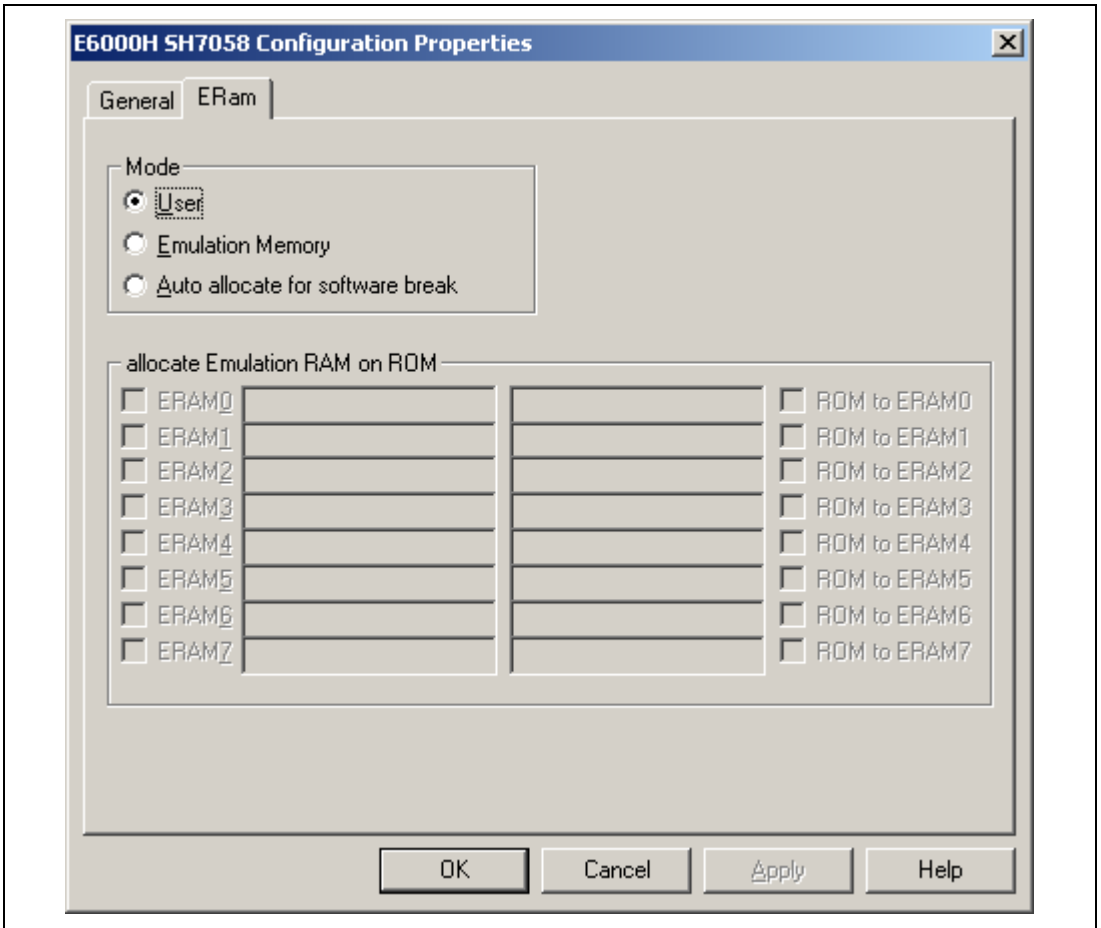 E6000H SH7058 Configuration Properties
General ERam
Mode
User
Emulation Memory
Auto allocate for software break
allocate Emulation RAM on ROM
ERAM0 ROM to ERAM0
ERAM1 ROM to ERAM1
ERAM2 ROM to ERAM2
ERAM3 ROM to ERAM3
ERAM4 ROM to ERAM4
ERAM5 ROM to ERAM5
ERAM6 ROM to ERAM6
ERAM7 ROM to ERAM7
OK Cancel Apply Help